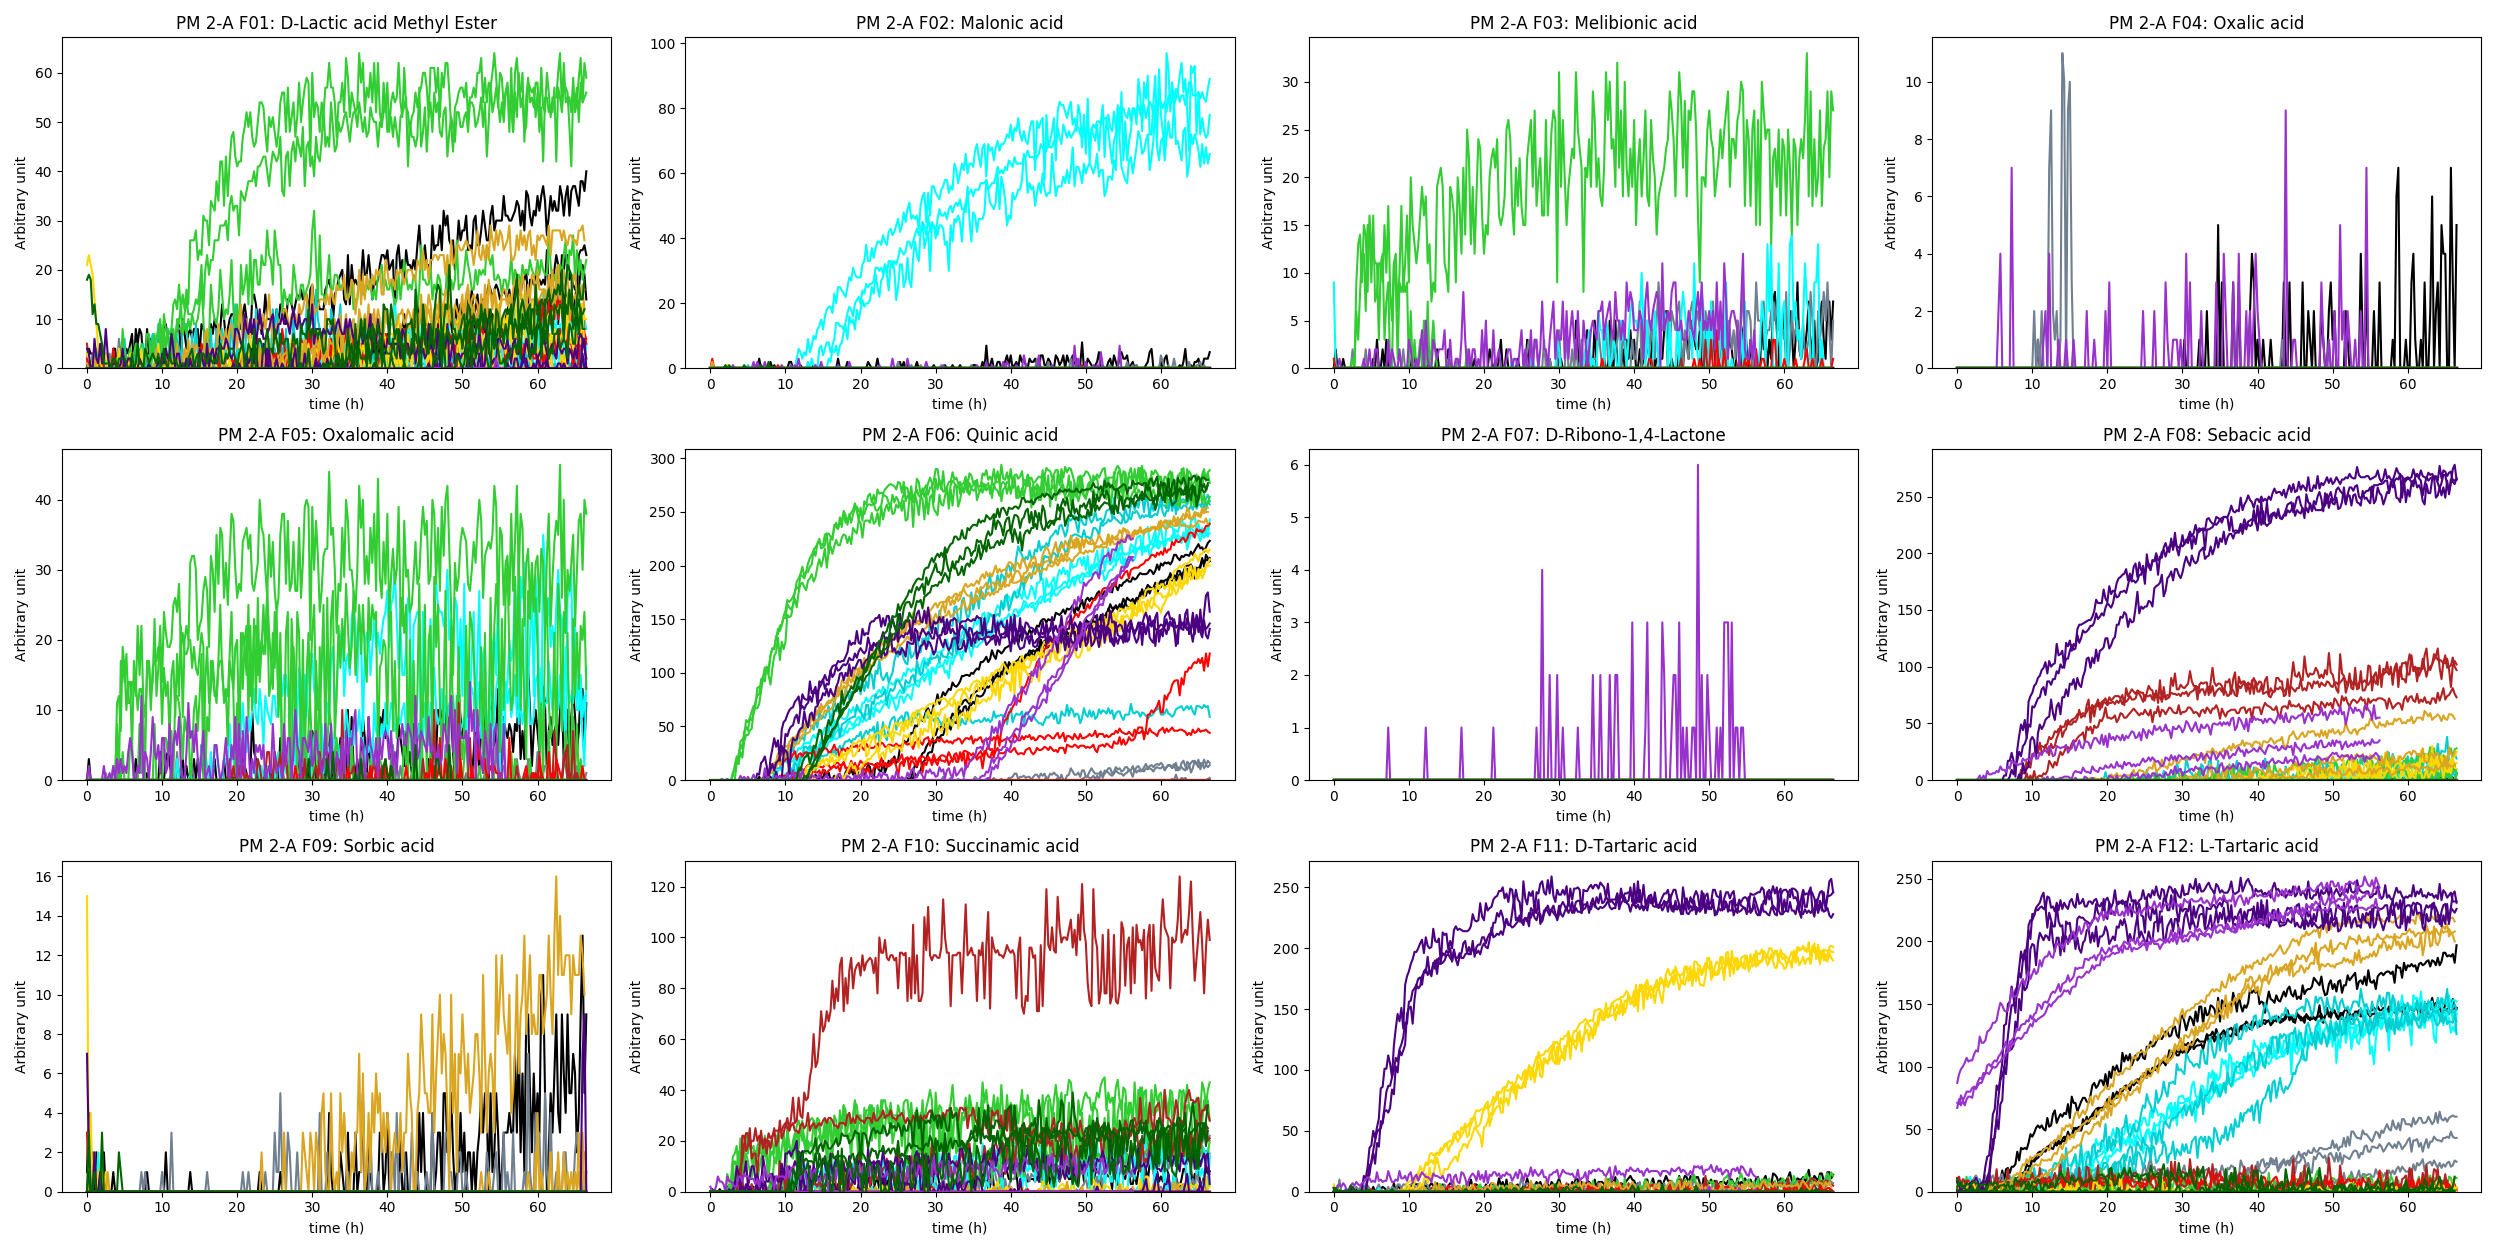 PM 2-A F01: D-Lactic acid Methyl Ester
Arbitrary unit
0 10 20 30 40 50 60
0 10 20 30 40 50 60
time (h)
PM 2-A F02: Malonic acid
Arbitrary unit
0 20 40 60 80 100
0 10 20 30 40 50 60
time (h)
PM 2-A F03: Melibionic acid
Arbitrary unit
0 5 10 15 20 25 30
0 10 20 30 40 50 60
time (h)
PM 2-A F04: Oxalic acid
Arbitrary unit
0 2 4 6 8 10
0 10 20 30 40 50 60
time (h)
PM 2-A F05: Oxalomalic acid
Arbitrary unit
0 10 20 30 40
0 10 20 30 40 50 60
time (h)
PM 2-A F06: Quinic acid
Arbitrary unit
0 50 100 150 200 250 300
0 10 20 30 40 50 60
time (h)
PM 2-A F07: D-Ribono-1,4-Lactone
Arbitrary unit
0 1 2 3 4 5 6
0 10 20 30 40 50 60
time (h)
PM 2-A F08: Sebacic acid
Arbitrary unit
0 50 100 150 200 250
0 10 20 30 40 50 60
time (h)
PM 2-A F09: Sorbic acid
Arbitrary unit
0 2 4 6 8 10 12 14 16
0 10 20 30 40 50 60
time (h)
PM 2-A F10: Succinamic acid
Arbitrary unit
0 20 40 60 80 100 120
0 10 20 30 40 50 60
time (h)
PM 2-A F11: D-Tartaric acid
Arbitrary unit
0 50 100 150 200 250
0 10 20 30 40 50 60
time (h)
PM 2-A F12: L-Tartaric acid
Arbitrary unit
0 50 100 150 200 250
0 10 20 30 40 50 60
time (h)